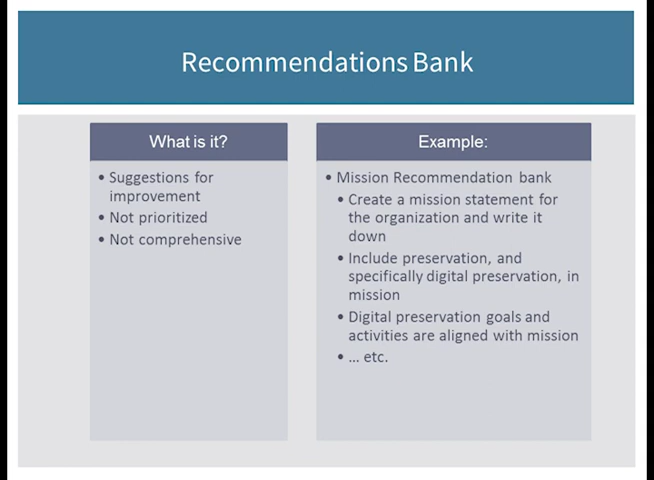 Recommendations Bank
What is it?
• Suggestions for
improvement
• Not prioritized
• Not comprehensive
Example:
• Mission Recommendation bank
• Create a mission statement for
the organization and write it
down
• Include preservation, and
specifically digital preservation, in
mission
• Digital preservation goals and
activities are aligned with mission
• ... etc.